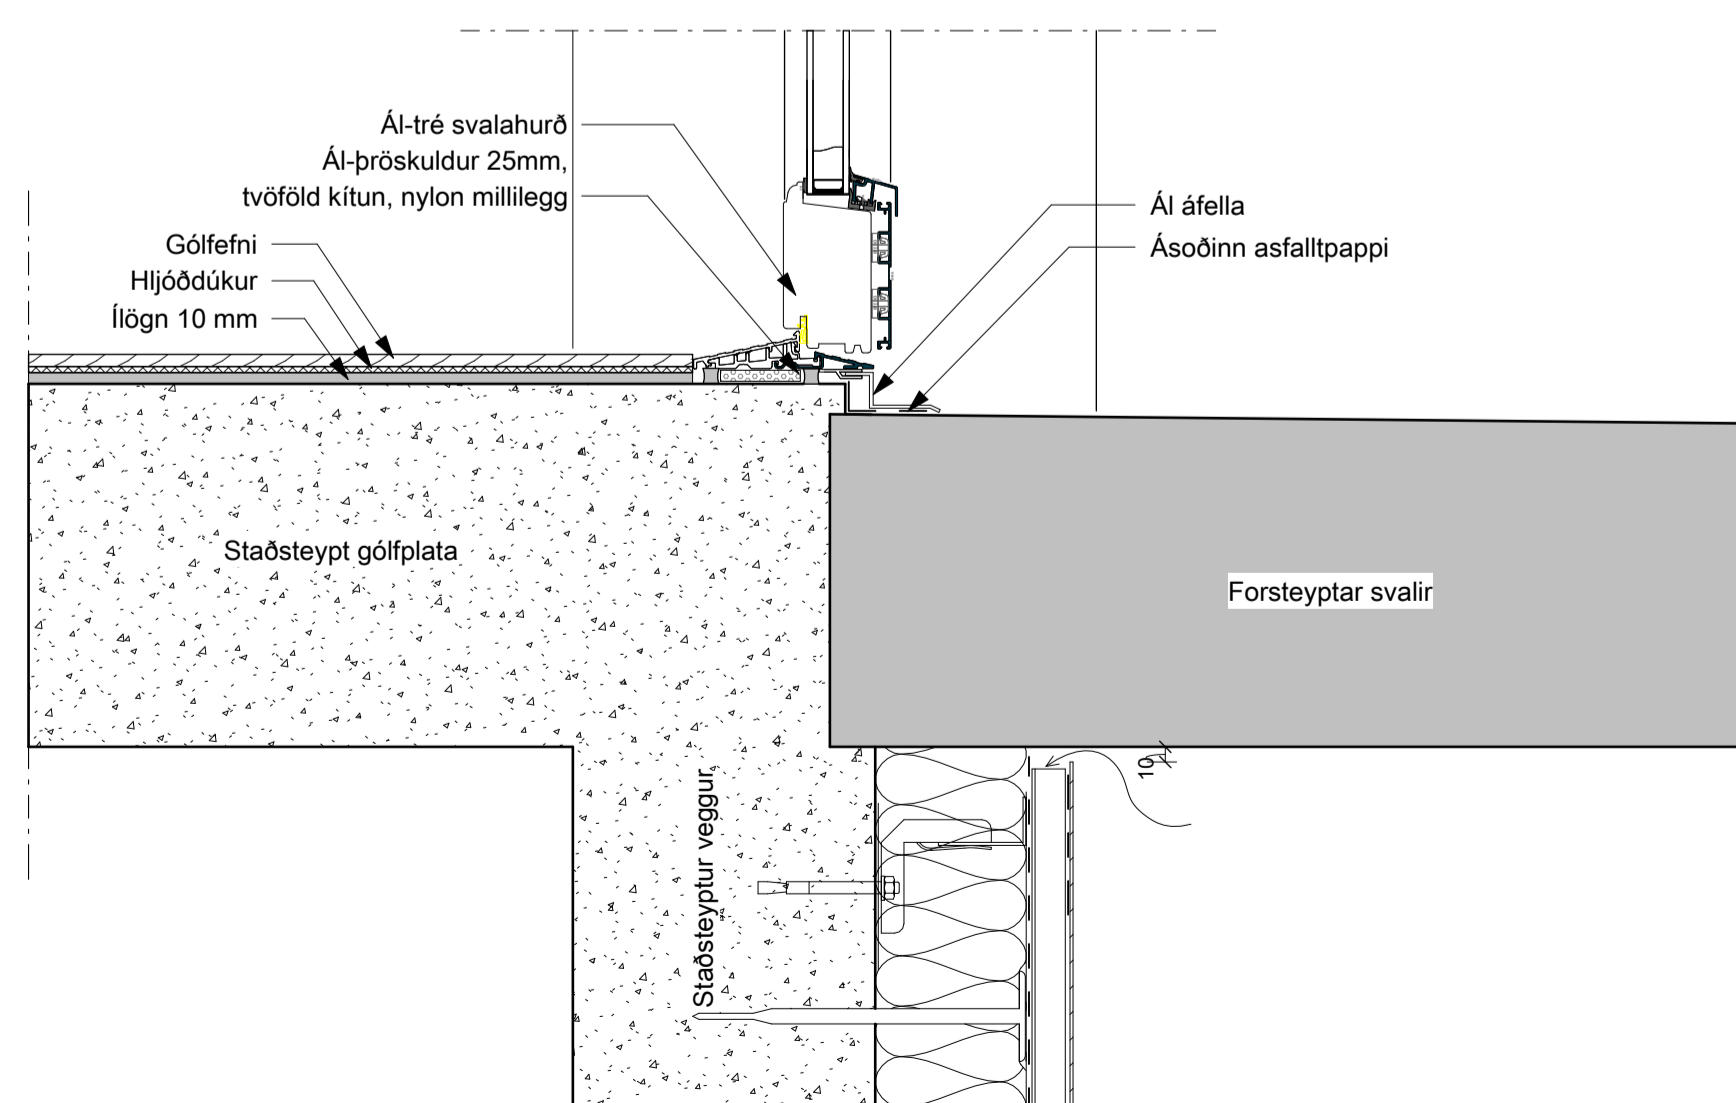 Ál-tré svalahurð
Ál-þröskuldur 25mm,
tvöföld kítun, nylon millilegg
Gólfefni
Hljóðdúkur
Ílögn 10 mm
Ál áfella
Ásoðinn asfalltpappi
Staðsteypt gólfplata
Forsteyptar svalir
10
Staðsteyptur veggur